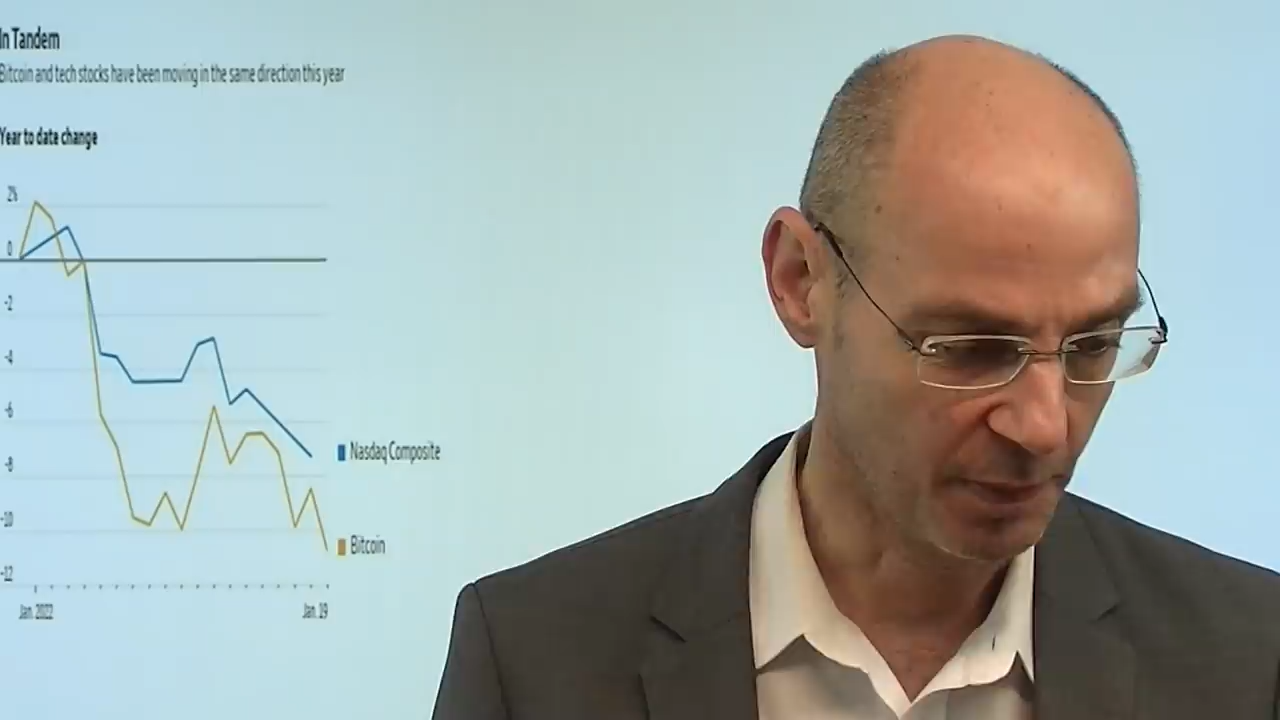 In Tandem
Bitcoin and tech stocks have been moving in the same direction this year
Year to date change
2%
0
-2
-4
-6
-8
-10
-12
Nasdaq Composite
Bitcoin
Jan. 2022
Jan. 19